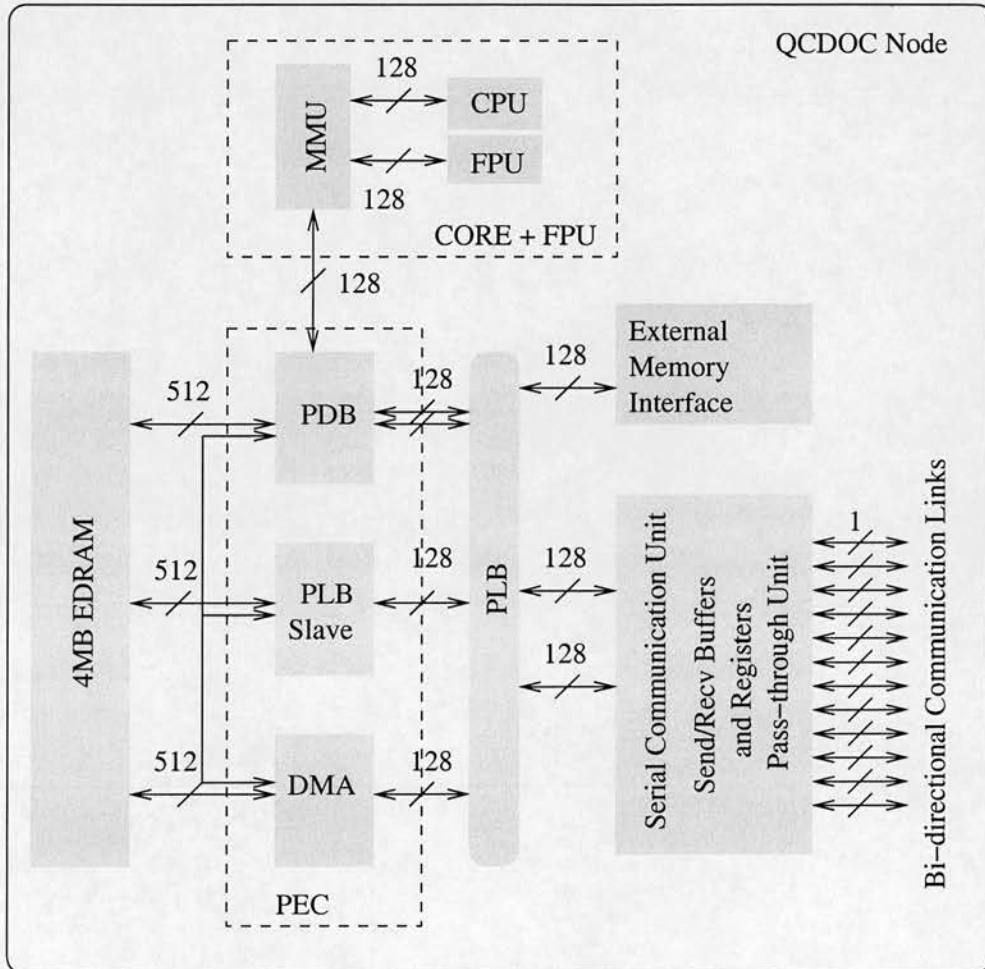 QCDOC Node
128
CPU
MMU
FPU
128
CORE + FPU
128
External
Memory
Interface
128
512
PDB
128
4MB EDRAM
512
PLB
Slave
128
PLB
128
128
Serial Communication Unit
Send/Recv Buffers
and Registers
Pass-through Unit
1
Bi-directional Communication Links
512
DMA
128
PEC